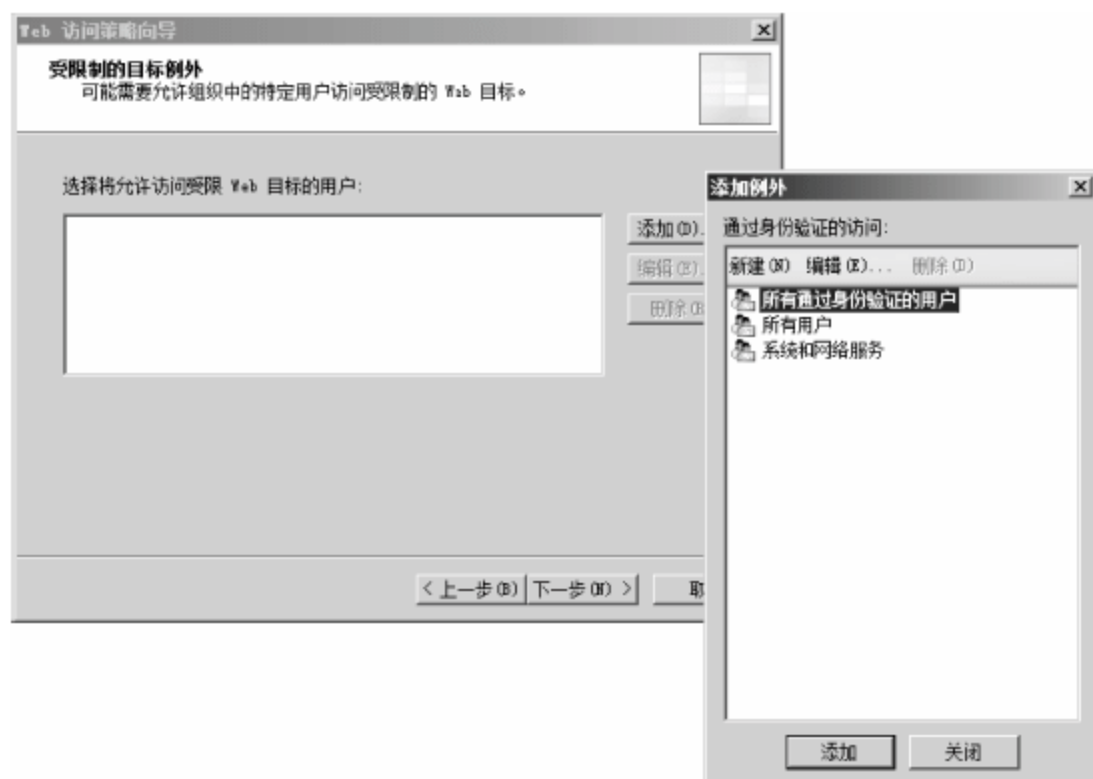 Web 访问策略向导
受限制的目标例外
可能需要允许组织中的特定用户访问受限制的 Web 目标。
选择将允许访问受限 Web 目标的用户:
添加(D).
编辑(E).
删除(R
< 上一步(B) 下一步(N) >
取
添加例外
通过身份验证的访问:
新建(N) 编辑(E)... 删除(D)
所有通过身份验证的用户
所有用户
系统和网络服务
添加 关闭